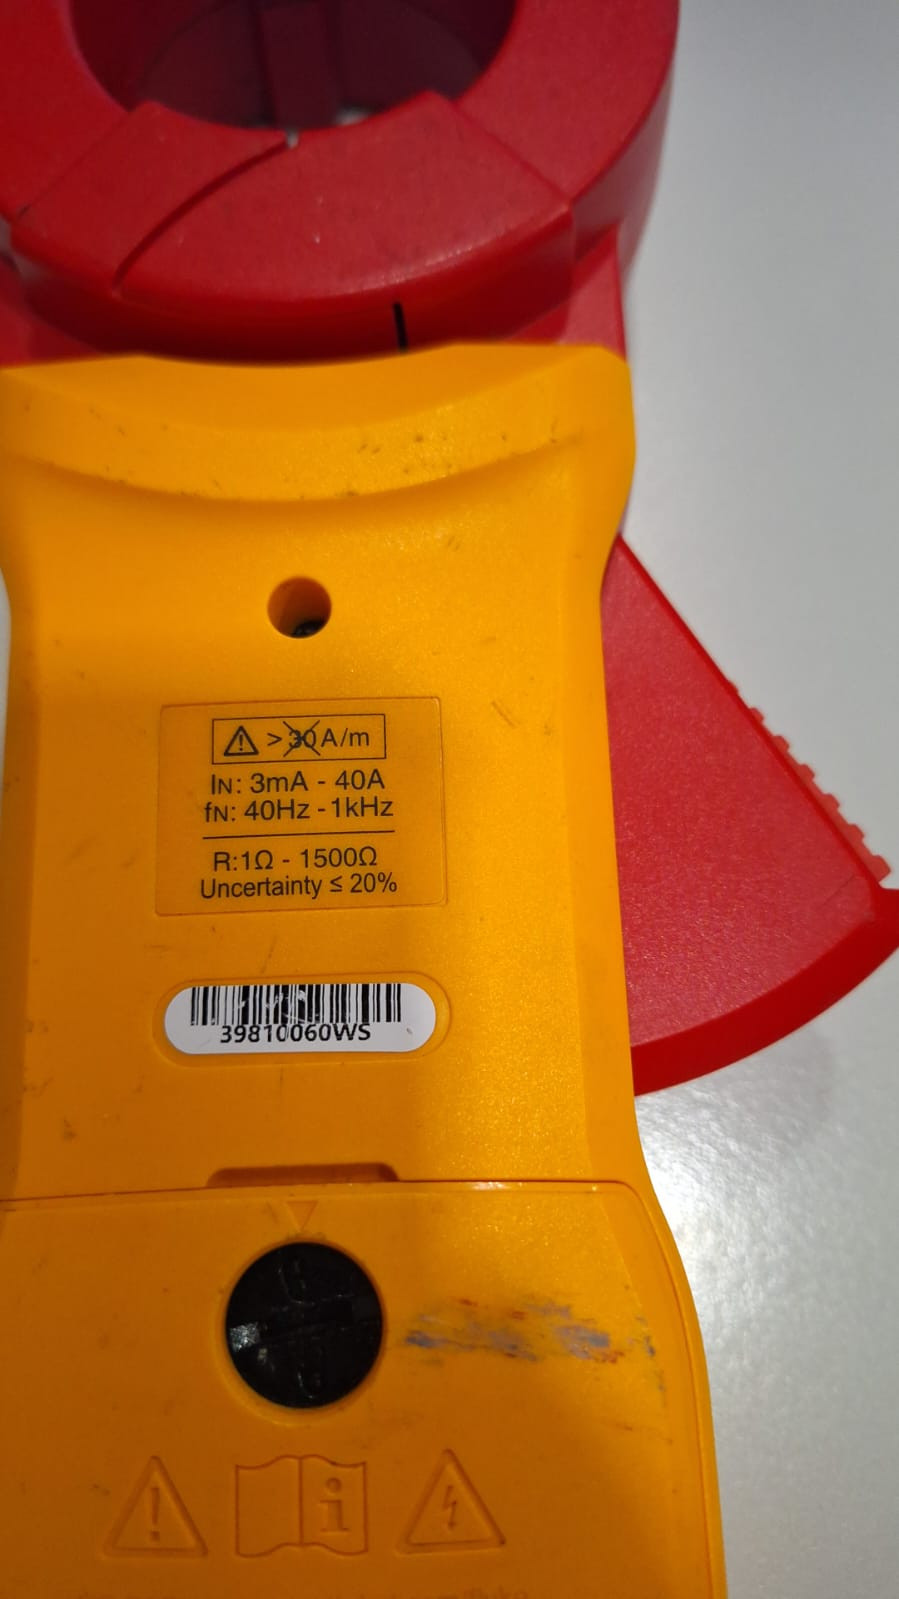 > 30 A/m
IN: 3mA - 40A
fN: 40Hz - 1kHz
R:1Ω - 1500Ω
Uncertainty ≤ 20%
39810060WS